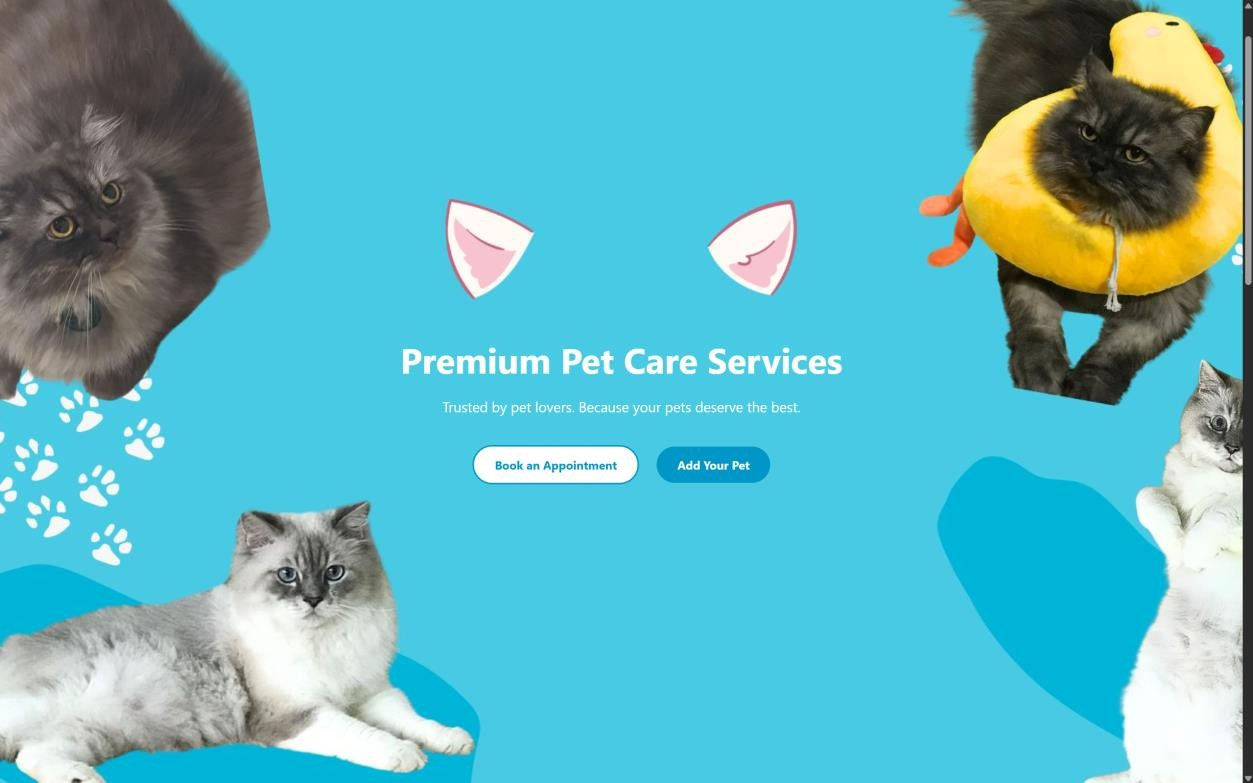 Premium Pet Care Services
Trusted by pet lovers. Because your pets deserve the best.
Book an Appointment
Add Your Pet